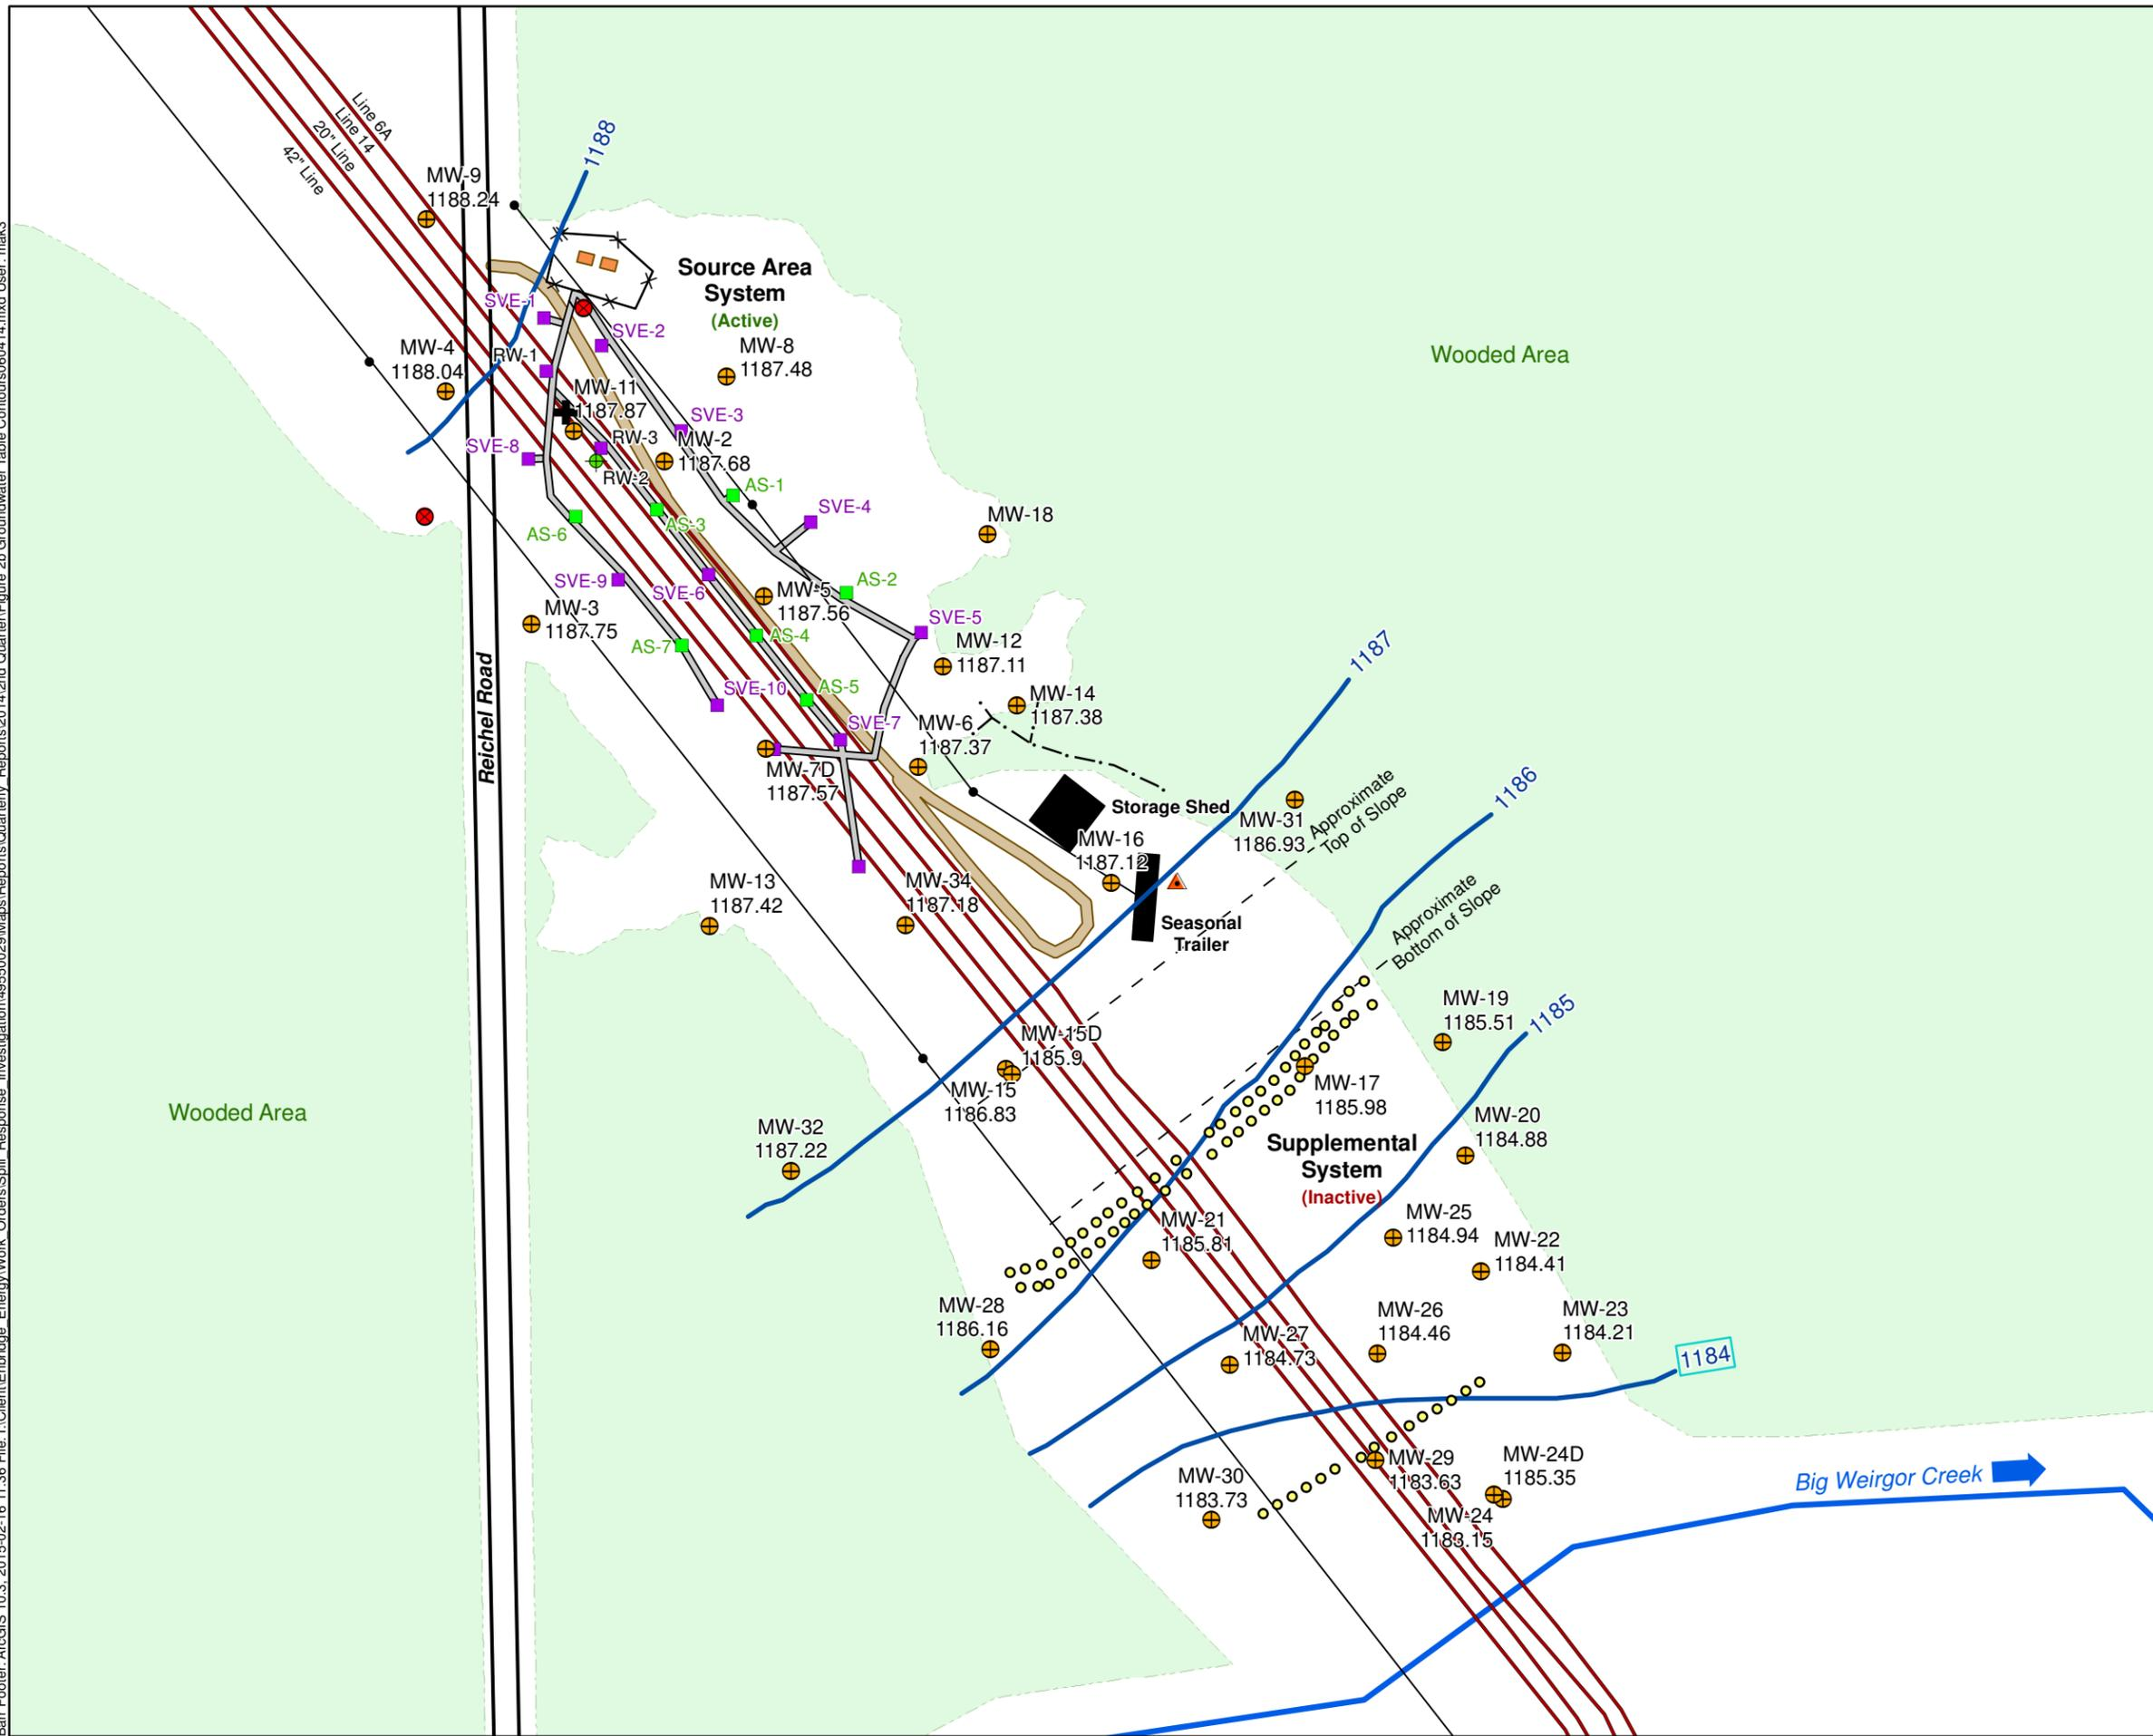 Line 6A
Line 14
20" Line
42" Line
1188
MW-9
1188.24
Source Area
System
(Active)
SVE-1
SVE-2
MW-4
1188.04
RW-1
MW-8
1187.48
Wooded Area
MW-11
1187.87
SVE-3
RW-3
MW-2
1187.68
SVE-8
RW-2
AS-1
SVE-4
MW-18
AS-3
AS-6
SVE-9
SVE-6
MW-5
1187.56
AS-2
MW-3
1187.75
SVE-5
AS-4
AS-7
MW-12
1187.11
1187
SVE-10
AS-5
MW-14
1187.38
SVE-7
MW-6
1187.37
Reichel Road
MW-7D
1187.57
Storage Shed
MW-31
1186.93
Approximate
Top of Slope
1186
MW-16
1187.12
MW-13
1187.42
MW-34
1187.18
Seasonal
Trailer
Approximate
Bottom of Slope
MW-19
1185.51
1185
MW-15D
1185.9
MW-15
1186.83
MW-17
1185.98
Wooded Area
MW-32
1187.22
MW-20
1184.88
Supplemental
System
(Inactive)
MW-21
1185.81
MW-25
1184.94
MW-22
1184.41
MW-28
1186.16
MW-26
1184.46
MW-23
1184.21
MW-27
1184.73
1184
MW-29
1183.63
MW-24D
1185.35
MW-30
1183.73
MW-24
1183.15
Big Weirgor Creek